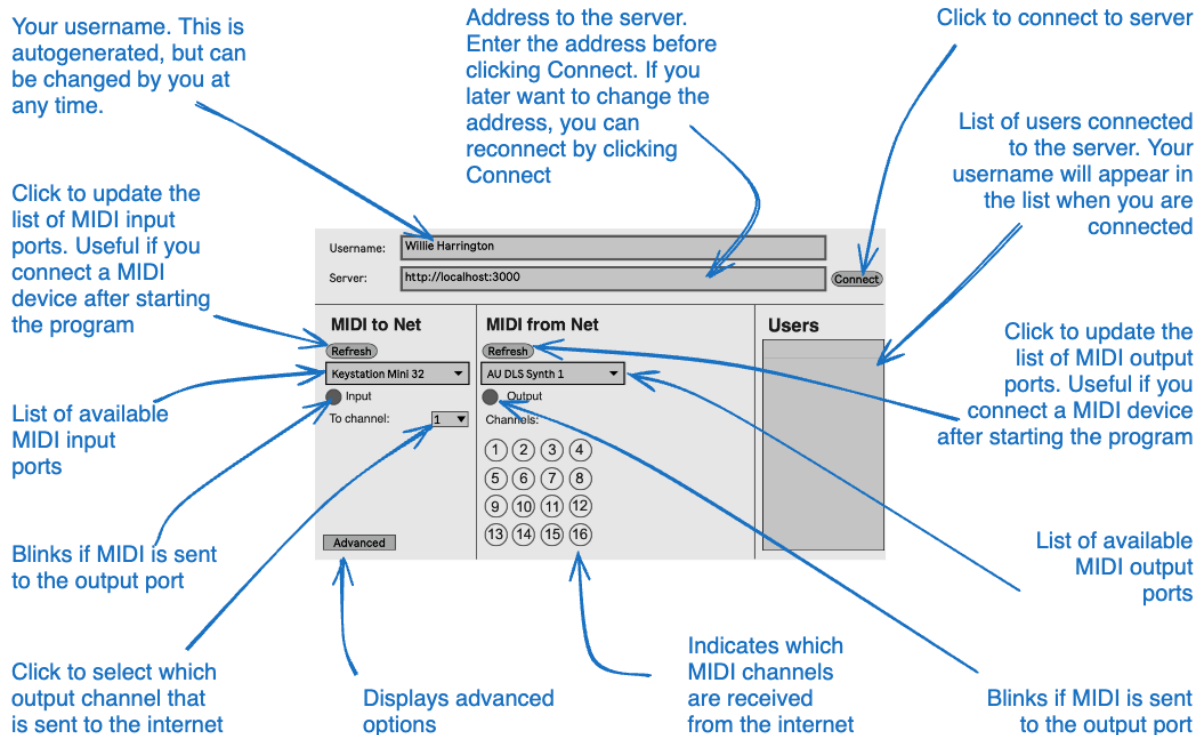 Your username. This is
autogenerated, but can
be changed by you at
any time.
Address to the server.
Enter the address before
clicking Connect. If you
later want to change the
address, you can
reconnect by clicking
Connect
Click to connect to server
List of users connected
to the server. Your
username will appear in
the list when you are
connected
Click to update the
list of MIDI input
ports. Useful if you
connect a MIDI
device after starting
the program
Username:
Willie Harrington
Server:
http://localhost:3000
Connect
MIDI to Net
Refresh
Keystation Mini 32
Input
To channel:
1
Advanced
MIDI from Net
Refresh
AU DLS Synth 1
Output
Channels:
1 2 3 4
5 6 7 8
9 10 11 12
13 14 15 16
Users
Click to update the
list of MIDI output
ports. Useful if you
connect a MIDI device
after starting the program
List of available
MIDI input
ports
Blinks if MIDI is sent
to the output port
List of available
MIDI output
ports
Click to select which
output channel that
is sent to the internet
Displays advanced
options
Indicates which
MIDI channels
are received
from the internet
Blinks if MIDI is sent
to the output port